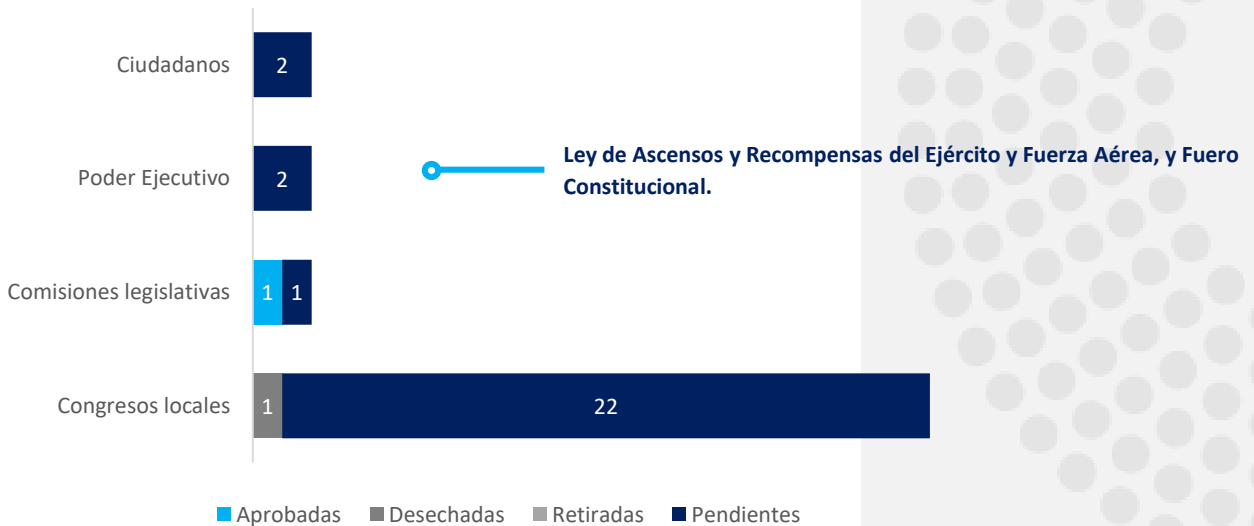 Ciudadanos 2
Ley de Ascensos y Recompensas del Ejército y Fuerza Aérea, y Fuero
Constitucional.
Poder Ejecutivo 2
Comisiones legislativas 1 1
Congresos locales 1 22
Aprobadas Desechadas Retiradas Pendientes